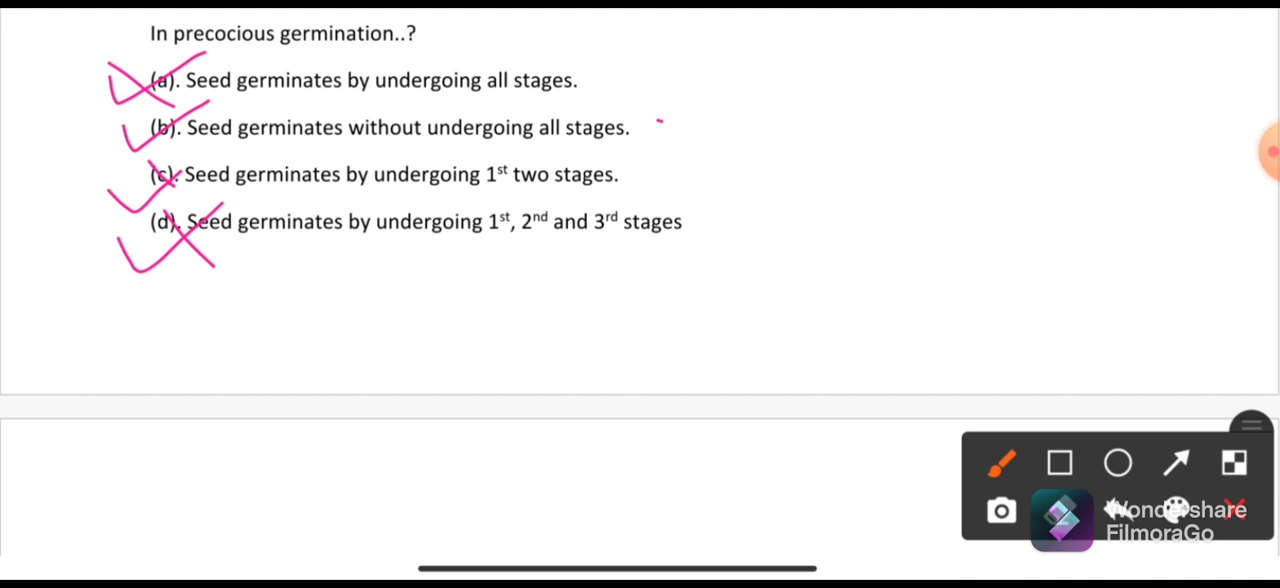 In precocious germination..?
(a). Seed germinates by undergoing all stages.
(b). Seed germinates without undergoing all stages.
(c). Seed germinates by undergoing 1st two stages.
(d). Seed germinates by undergoing 1st, 2nd and 3rd stages
Wondershare
FilmoraGo